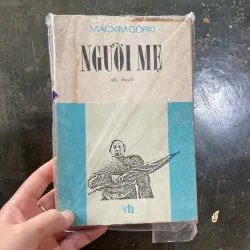 MACXIM GORKI
NGƯỜI MẸ
tiểu thuyết
vh